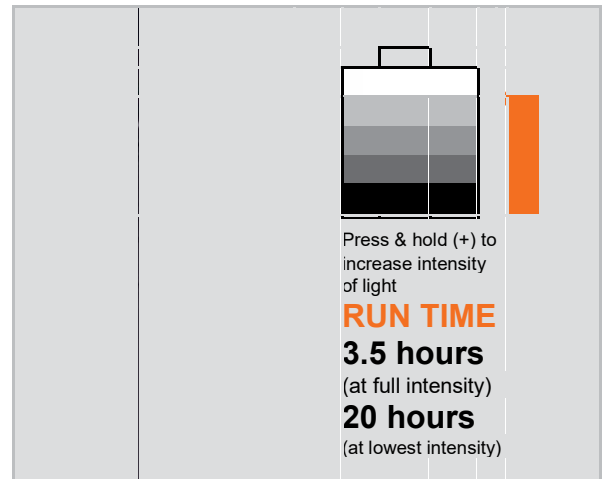 Press & hold (+) to
increase intensity
of light
RUN TIME
3.5 hours
(at full intensity)
20 hours
(at lowest intensity)